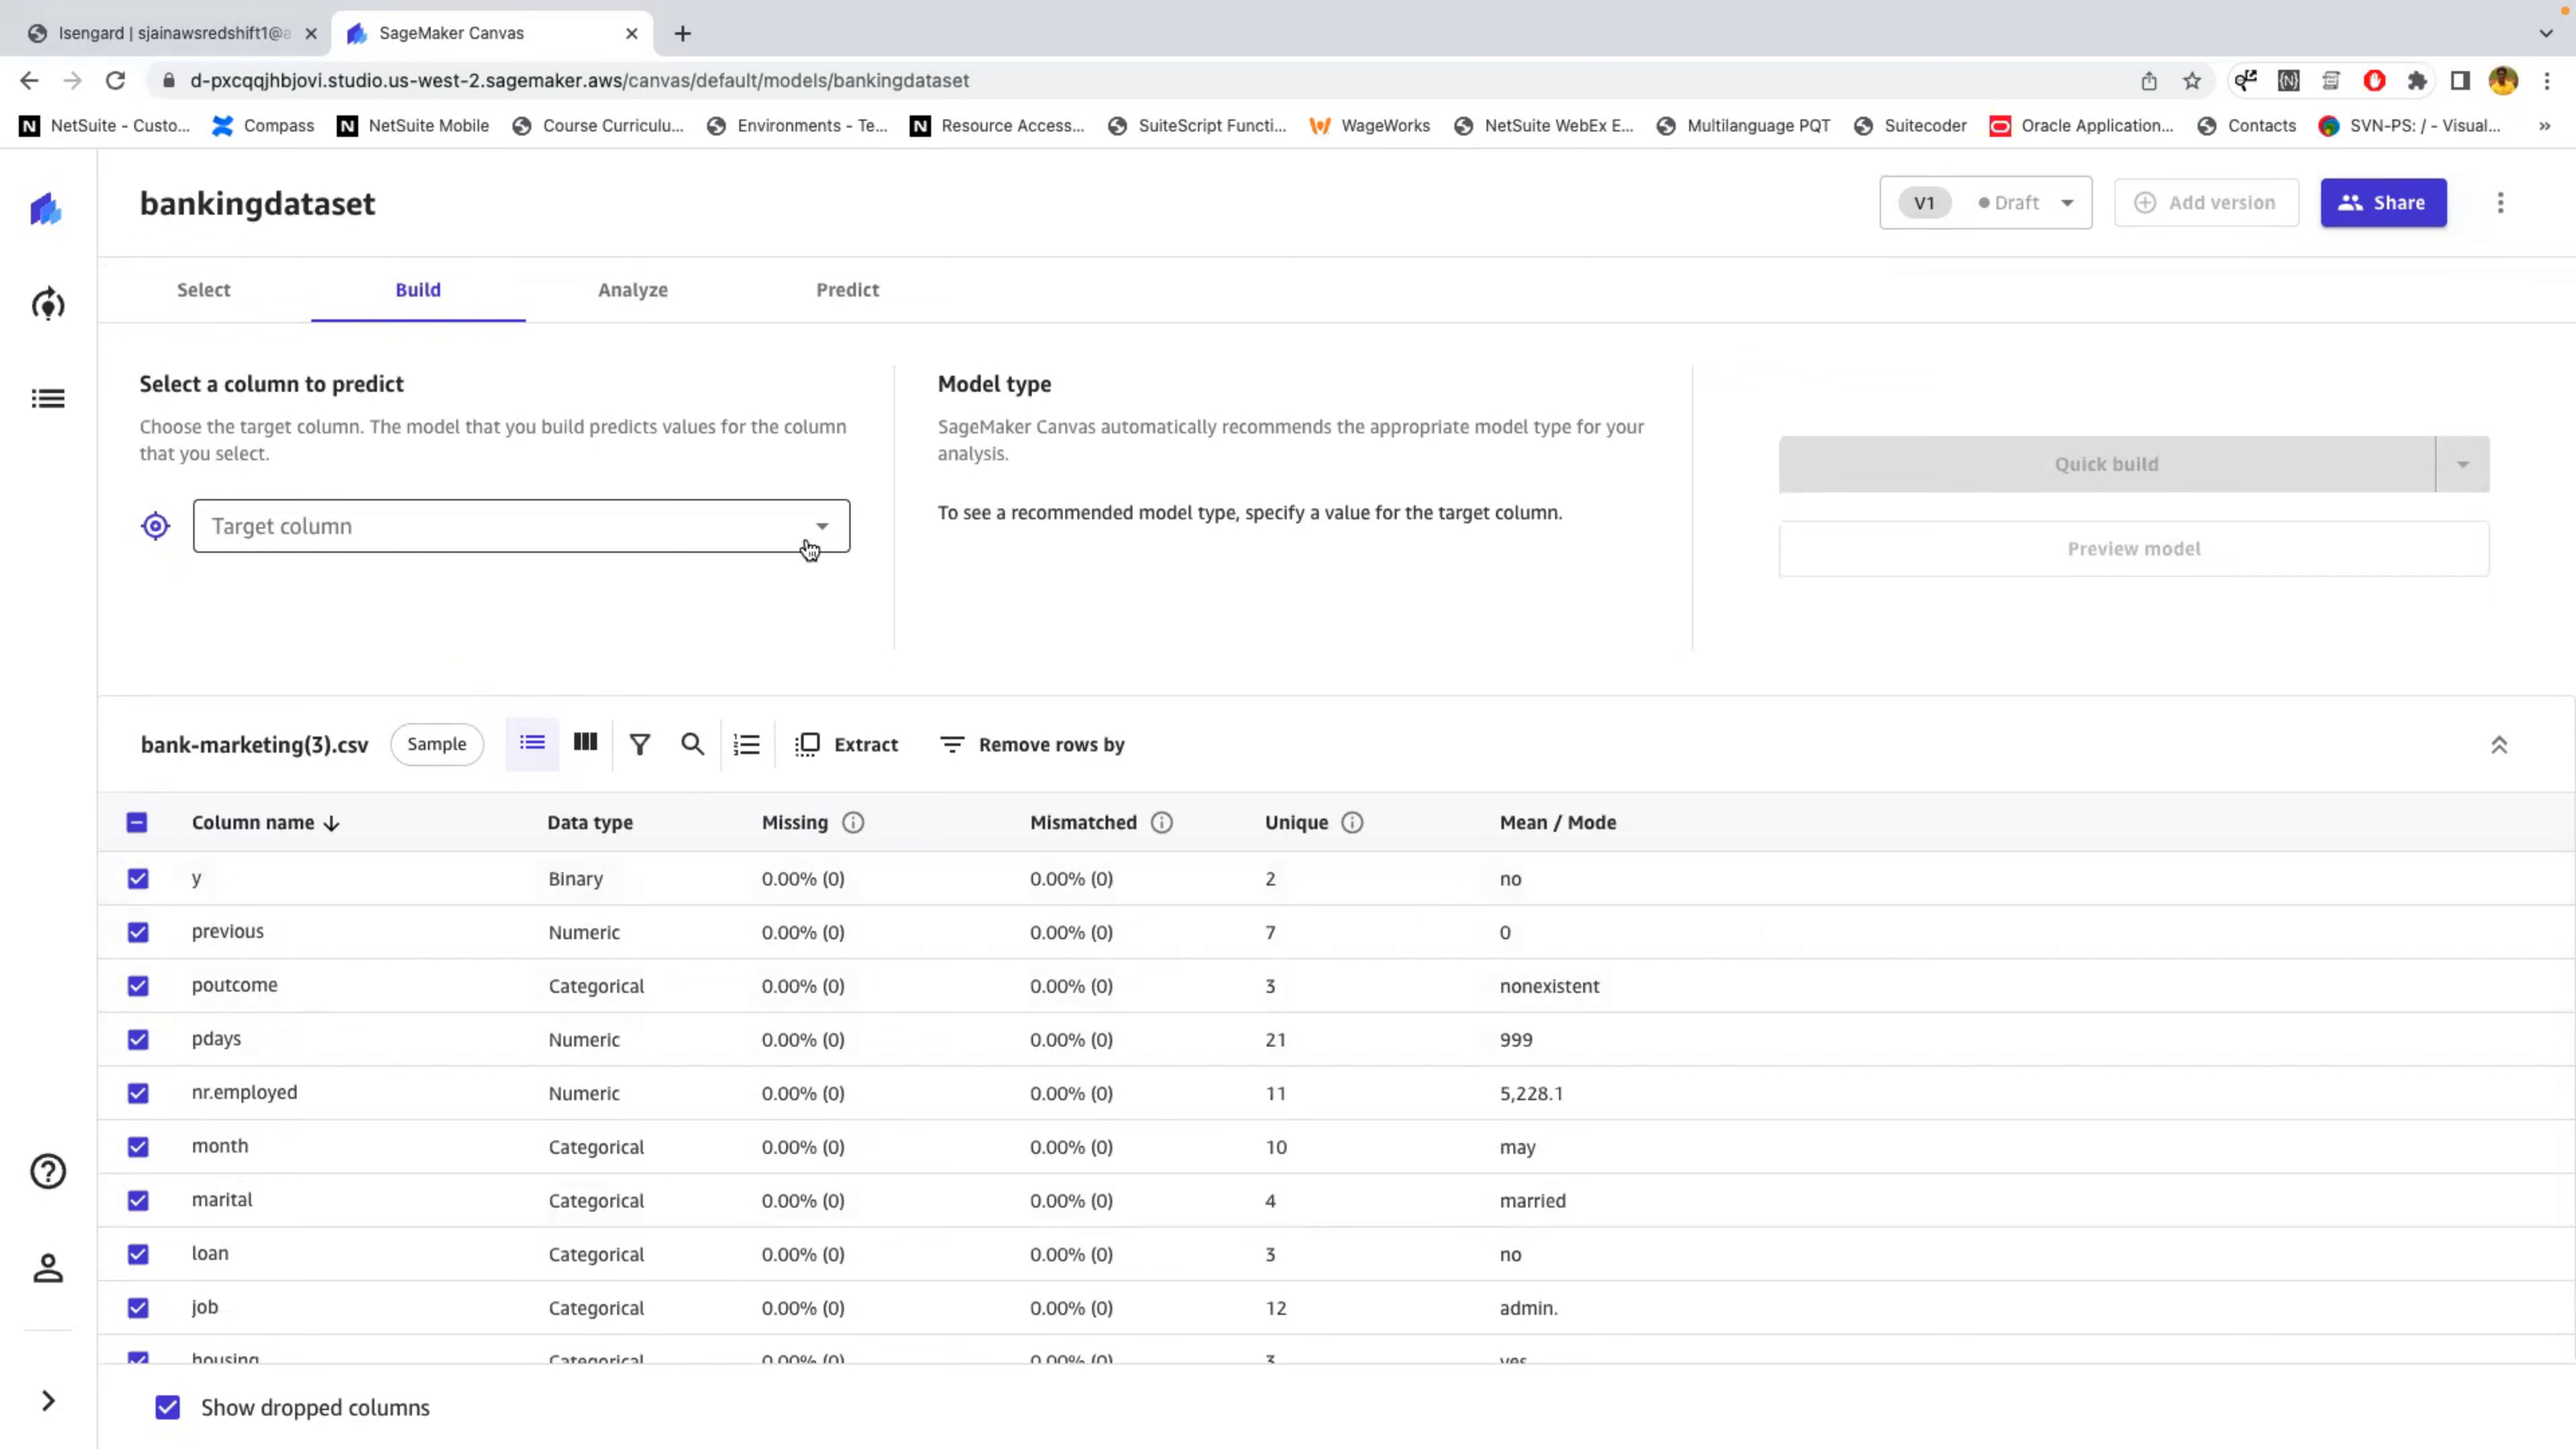 Isengard | sjainawsredshift1@a
SageMaker Canvas
d-pxcqqjhbjovi.studio.us-west-2.sagemaker.aws/canvas/default/models/bankingdataset
NetSuite - Custo... Compass NetSuite Mobile Course Curriculu... Environments - Te... Resource Access... SuiteScript Functi... WageWorks NetSuite WebEx E... Multilanguage PQT Suitecoder Oracle Application... Contacts SVN-PS: / - Visual... »
bankingdataset
V1 Draft Add version Share
Select Build Analyze Predict
Select a column to predict
Choose the target column. The model that you build predicts values for the column
that you select.
Target column
Model type
SageMaker Canvas automatically recommends the appropriate model type for your
analysis.
To see a recommended model type, specify a value for the target column.
Quick build
Preview model
bank-marketing(3).csv Sample Extract Remove rows by
Column name Data type Missing Mismatched Unique Mean / Mode
y Binary 0.00% (0) 0.00% (0) 2 no
previous Numeric 0.00% (0) 0.00% (0) 7 0
poutcome Categorical 0.00% (0) 0.00% (0) 3 nonexistent
pdays Numeric 0.00% (0) 0.00% (0) 21 999
nr.employed Numeric 0.00% (0) 0.00% (0) 11 5,228.1
month Categorical 0.00% (0) 0.00% (0) 10 may
marital Categorical 0.00% (0) 0.00% (0) 4 married
loan Categorical 0.00% (0) 0.00% (0) 3 no
job Categorical 0.00% (0) 0.00% (0) 12 admin.
housing Categorical 0.00% (0) 0.00% (0) 3 yes
Show dropped columns